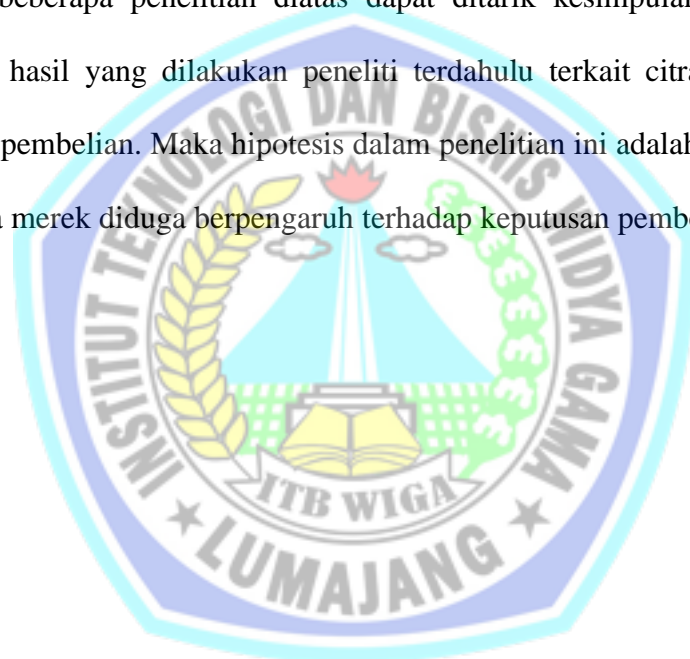 beberapa penelitian diatas dapat ditarik kesimpulan
hasil yang dilakukan peneliti terdahulu terkait citra
pembelian. Maka hipotesis dalam penelitian ini adalah
merek diduga berpengaruh terhadap keputusan
INSTITUT TEKNOLOGI DAN BISNIS WIDYA GAMA
ITB WIGA
LUMAJANG